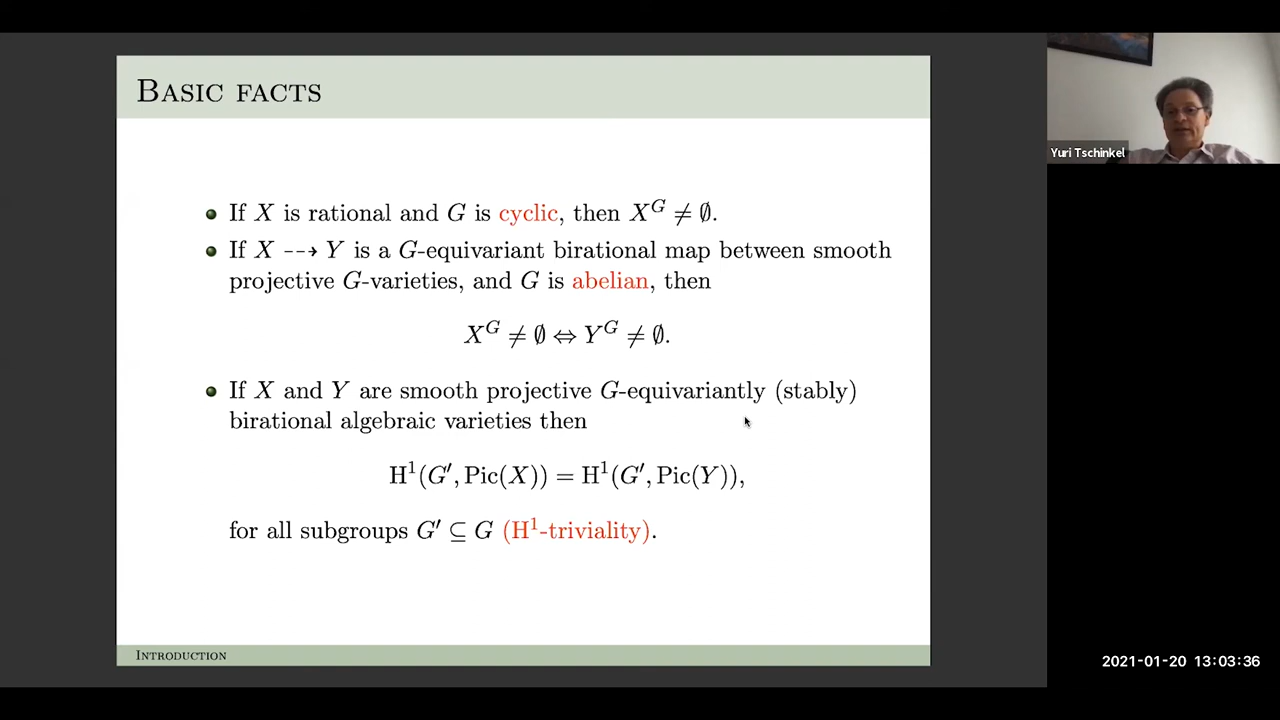 BASIC FACTS
If X is rational and G is cyclic, then X^G ≠ ∅.
If X ⇢ Y is a G-equivariant birational map between smooth
projective G-varieties, and G is abelian, then
X^G ≠ ∅ ⇔ Y^G ≠ ∅.
If X and Y are smooth projective G-equivariantly (stably)
birational algebraic varieties then
H^1(G′, Pic(X)) = H^1(G′, Pic(Y)),
for all subgroups G′ ⊆ G (H^1-triviality).
INTRODUCTION
Yuri Tschinkel
2021-01-20 13:03:36